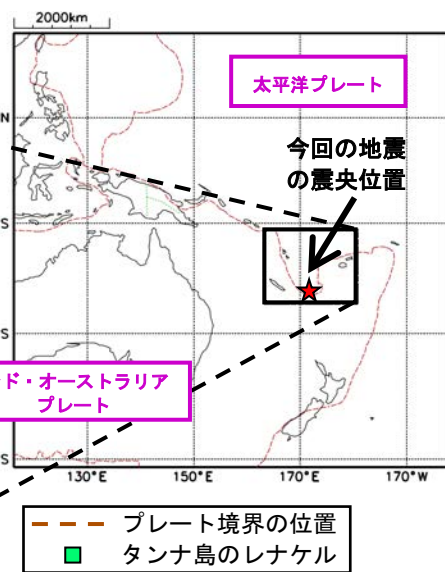 2000km
太平洋プレート
N
今回の地震
の震央位置
S
S
ンド・オーストラリア
プレート
S
130°E 150°E 170°E 170°W
プレート境界の位置
タンナ島のレナケル